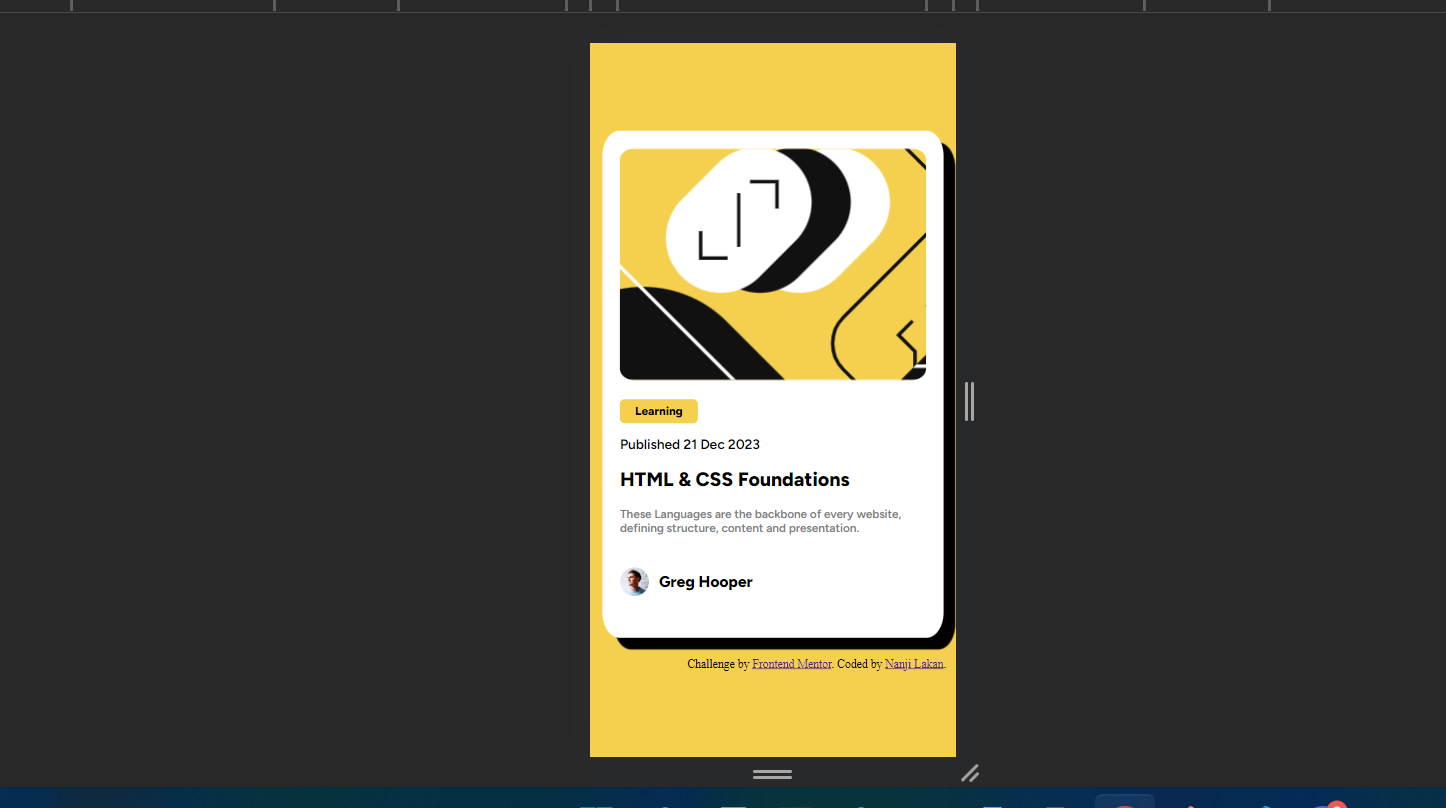 Learning
Published 21 Dec 2023
HTML & CSS Foundations
These Languages are the backbone of every website,
defining structure, content and presentation.
Greg Hooper
Challenge by Frontend Mentor. Coded by Nanji Lakan.